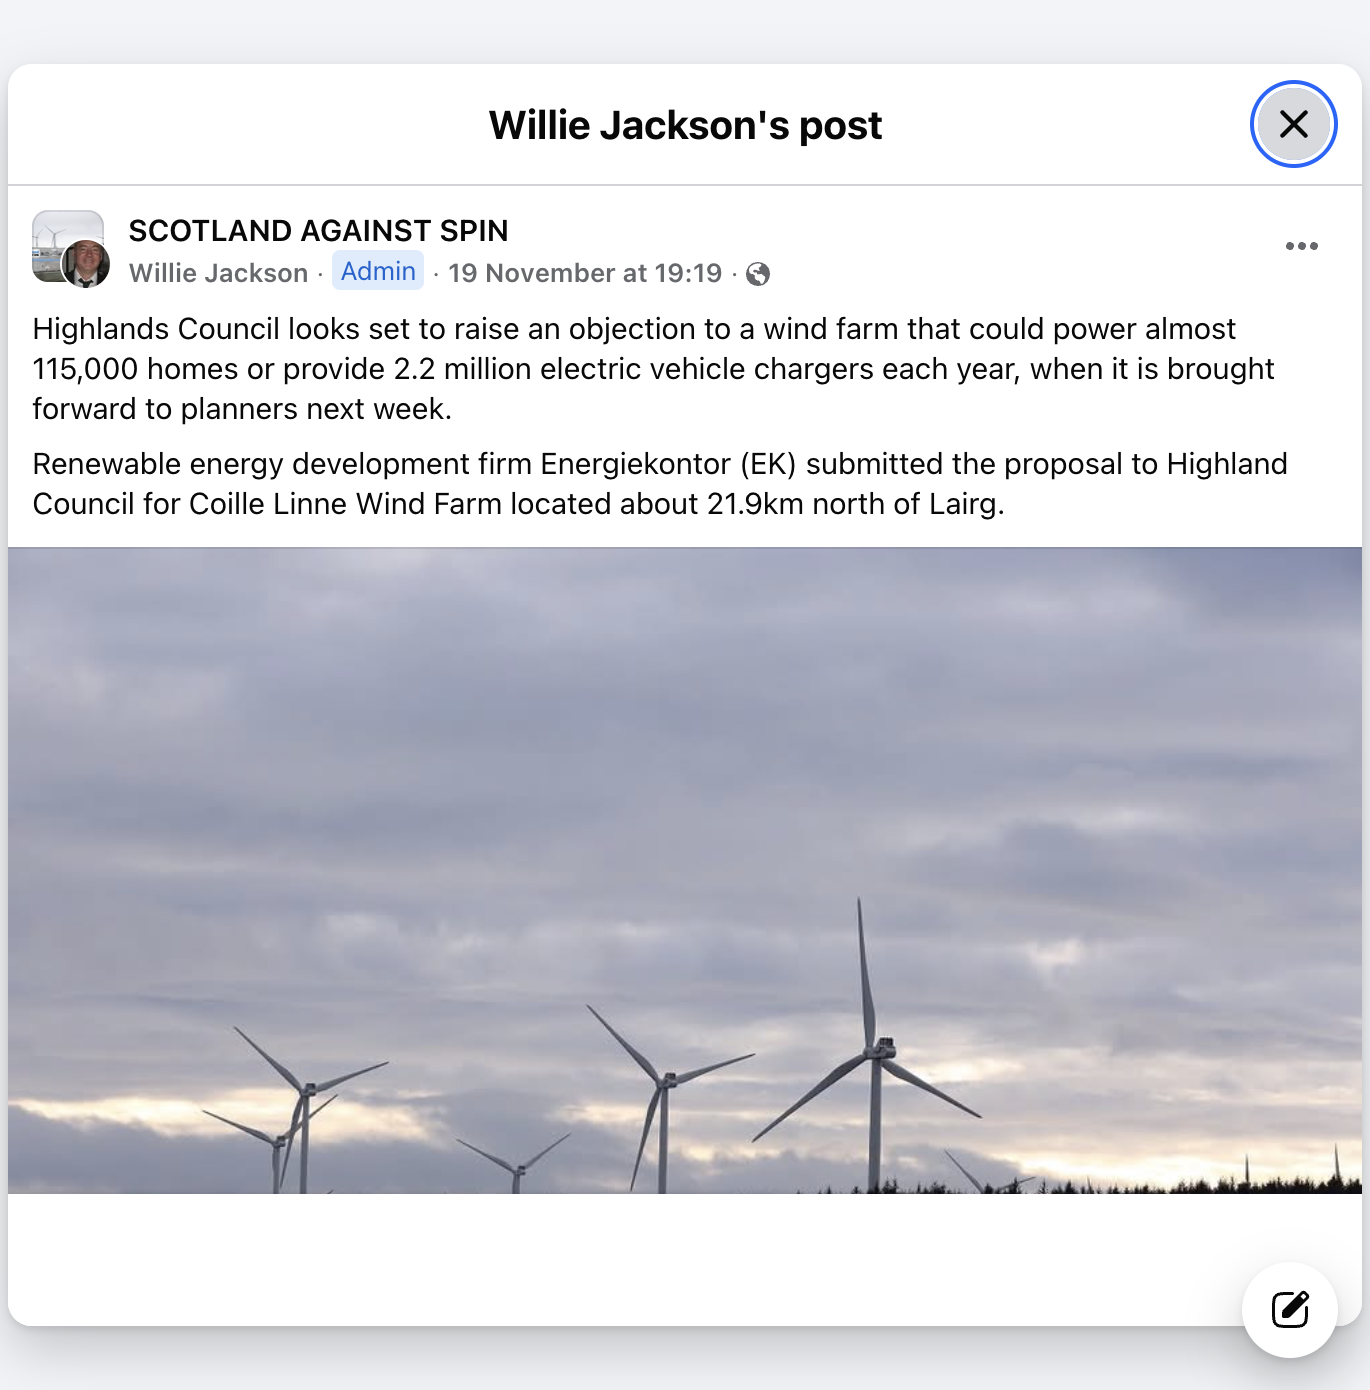 Willie Jackson's post
SCOTLAND AGAINST SPIN
Willie Jackson · Admin · 19 November at 19:19 ·
Highlands Council looks set to raise an objection to a wind farm that could power almost
115,000 homes or provide 2.2 million electric vehicle chargers each year, when it is brought
forward to planners next week.
Renewable energy development firm Energiekontor (EK) submitted the proposal to Highland
Council for Coille Linne Wind Farm located about 21.9km north of Lairg.